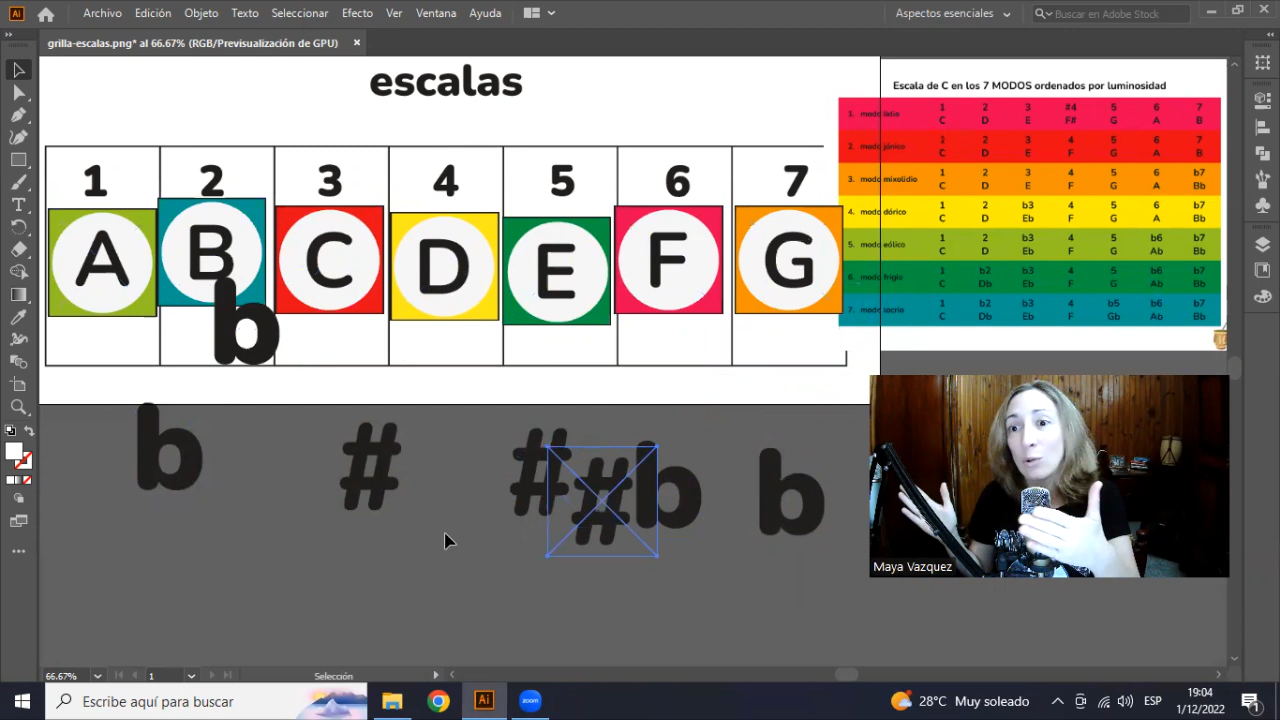 Ai Archivo Edición Objeto Texto Seleccionar Efecto Ver Ventana Ayuda Aspectos esenciales Buscar en Adobe Stock
grilla-escalas.png* al 66.67% (RGB/Previsualización de GPU) ×
escalas
1 2 3 4 5 6 7
A B C D E F G
b
b # # # b b
Escala de C en los 7 MODOS ordenados por luminosidad
1. modo lidio 1 2 3 #4 5 6 7
C D E F# G A B
2. modo jónico 1 2 3 4 5 6 7
C D E F G A B
3. modo mixolidio 1 2 3 4 5 6 b7
C D E F G A Bb
4. modo dórico 1 2 b3 4 5 6 b7
C D Eb F G A Bb
5. modo eólico 1 2 b3 4 5 b6 b7
C D Eb F G Ab Bb
6. modo frigio 1 b2 b3 4 5 b6 b7
C Db Eb F G Ab Bb
7. modo locrio 1 b2 b3 4 b5 b6 b7
C Db Eb F Gb Ab Bb
Maya Vazquez
66.67% 1 Selección
Escribe aquí para buscar Ai zoom 28°C Muy soleado ESP 19:04
1/12/2022